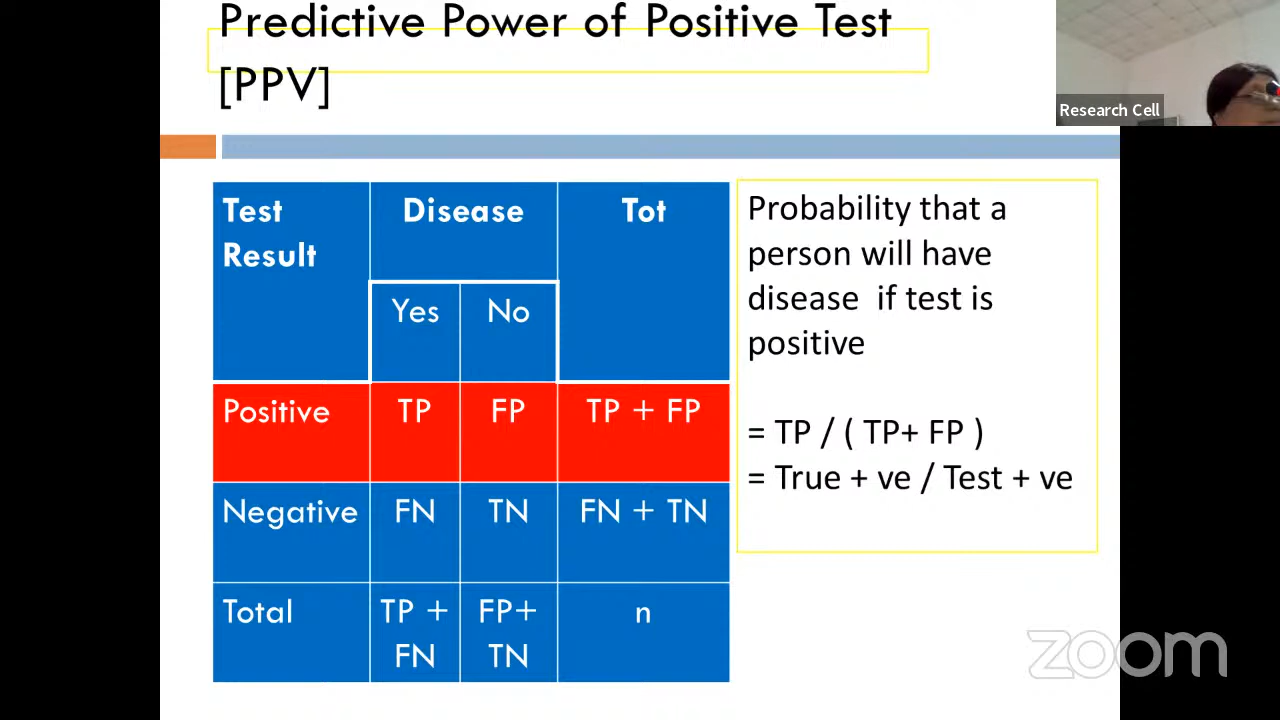 Predictive Power of Positive Test
[PPV]
Research Cell
Test Result
Disease
Tot
Yes
No
Positive
TP
FP
TP + FP
Negative
FN
TN
FN + TN
Total
TP + FN
FP+ TN
n
Probability that a
person will have
disease if test is
positive
= TP / ( TP+ FP )
= True + ve / Test + ve
zoom